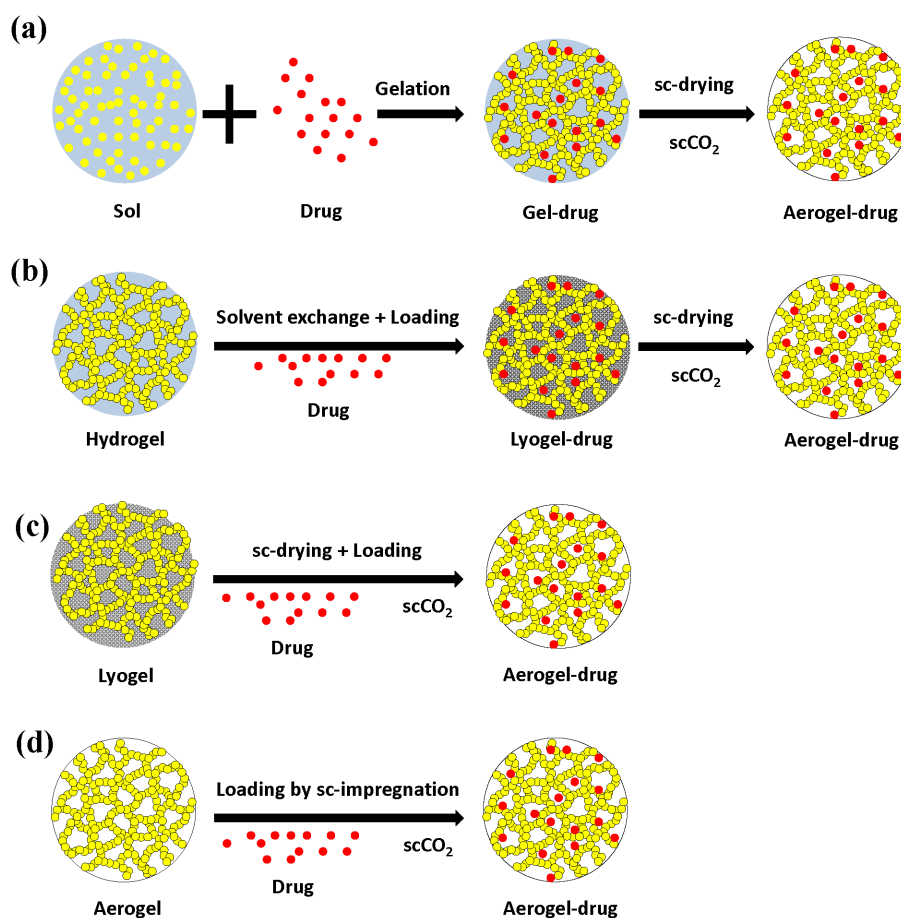 (a)
Gelation
sc-drying
scCO₂
Sol
Drug
Gel-drug
Aerogel-drug
(b)
Solvent exchange + Loading
sc-drying
scCO₂
Drug
Hydrogel
Lyogel-drug
Aerogel-drug
(c)
sc-drying + Loading
scCO₂
Drug
Lyogel
Aerogel-drug
(d)
Loading by sc-impregnation
scCO₂
Drug
Aerogel
Aerogel-drug